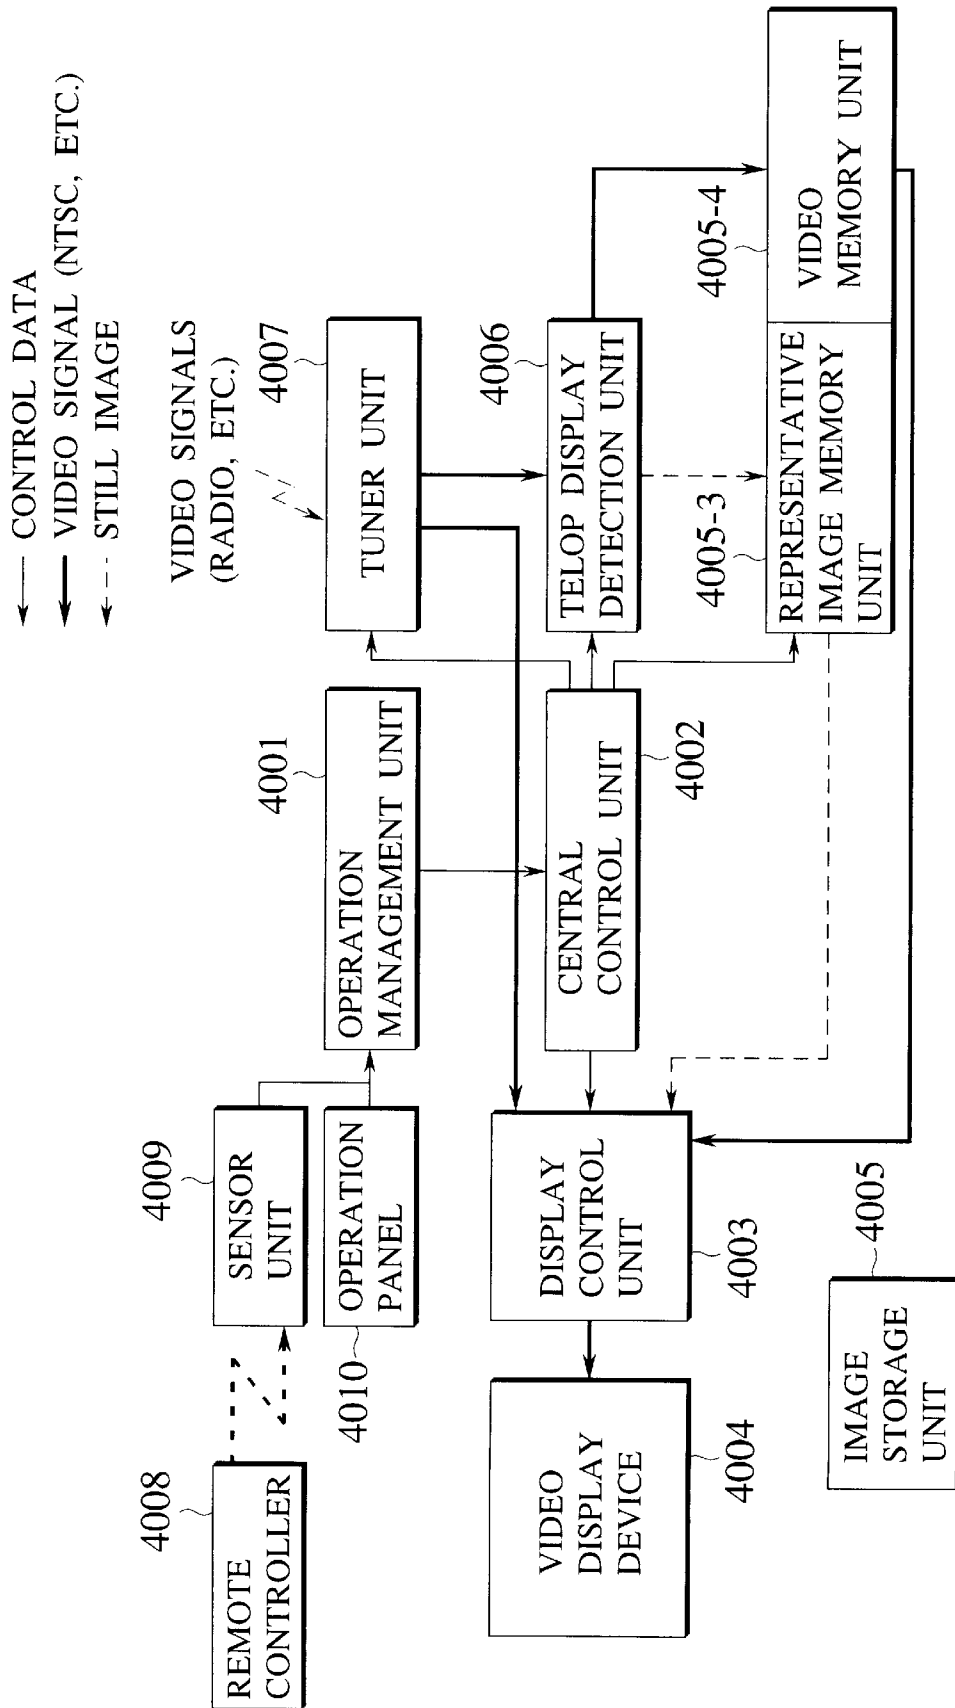 CONTROL DATA
VIDEO SIGNAL (NTSC, ETC.)
STILL IMAGE
VIDEO SIGNALS
(RADIO, ETC.)
4008
REMOTE
CONTROLLER
4009
SENSOR
UNIT
4010
OPERATION
PANEL
4001
OPERATION
MANAGEMENT UNIT
4007
TUNER UNIT
4004
VIDEO
DISPLAY
DEVICE
4003
DISPLAY
CONTROL
UNIT
4002
CENTRAL
CONTROL UNIT
4006
TELOP DISPLAY
DETECTION UNIT
4005
IMAGE
STORAGE
UNIT
4005-3
REPRESENTATIVE
IMAGE MEMORY
UNIT
4005-4
VIDEO
MEMORY UNIT